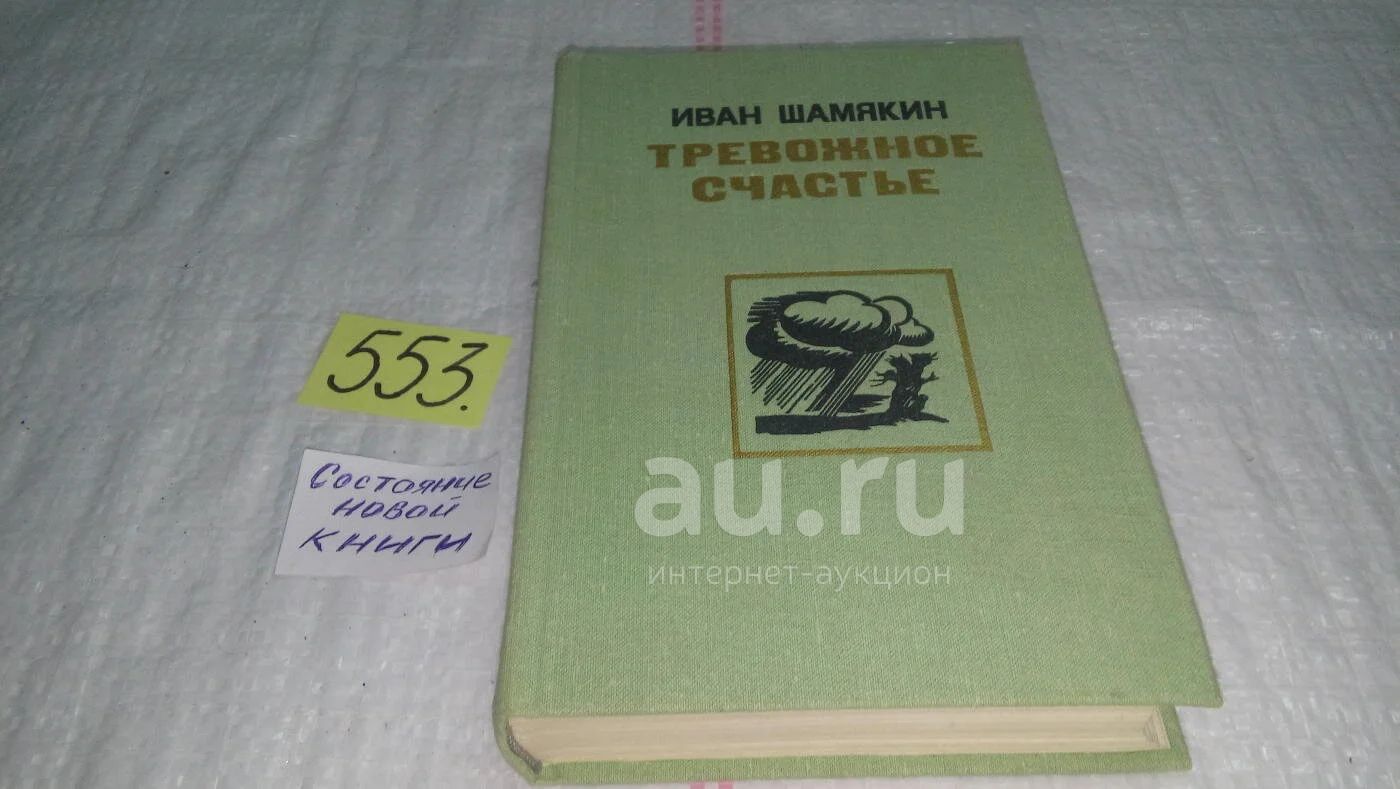 ИВАН ШАМЯКИН
ТРЕВОЖНОЕ
СЧАСТЬЕ
553.
Состояние
новой
книги
au.ru
интернет-аукцион